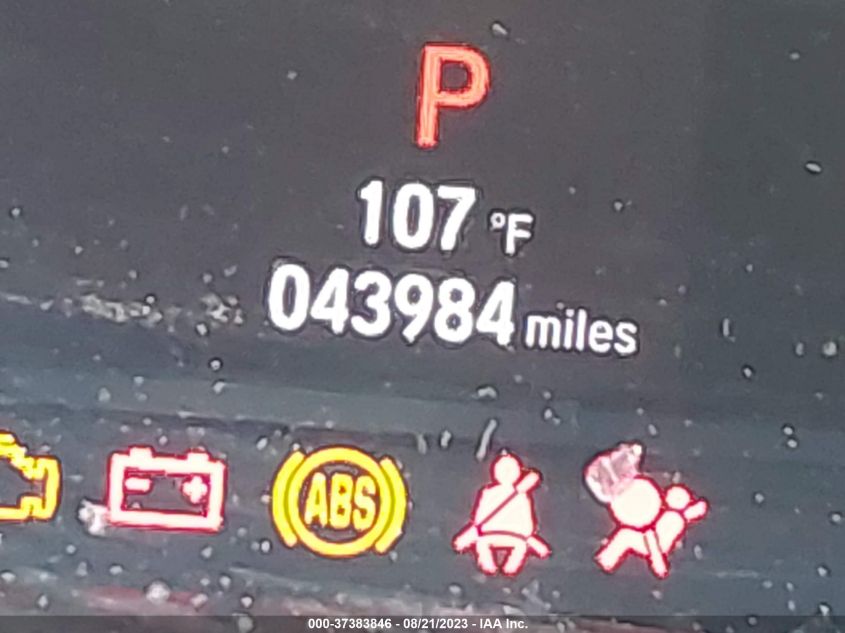 P
107 °F
043984 miles
ABS
000-37383846 - 08/21/2023 - IAA Inc.